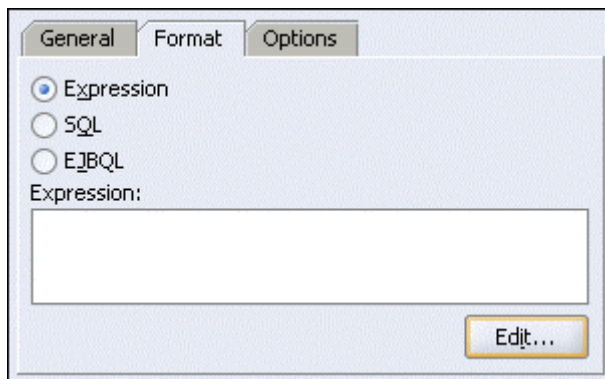 General Format Options
Expression
SQL
EJBQL
Expression:
Edit...